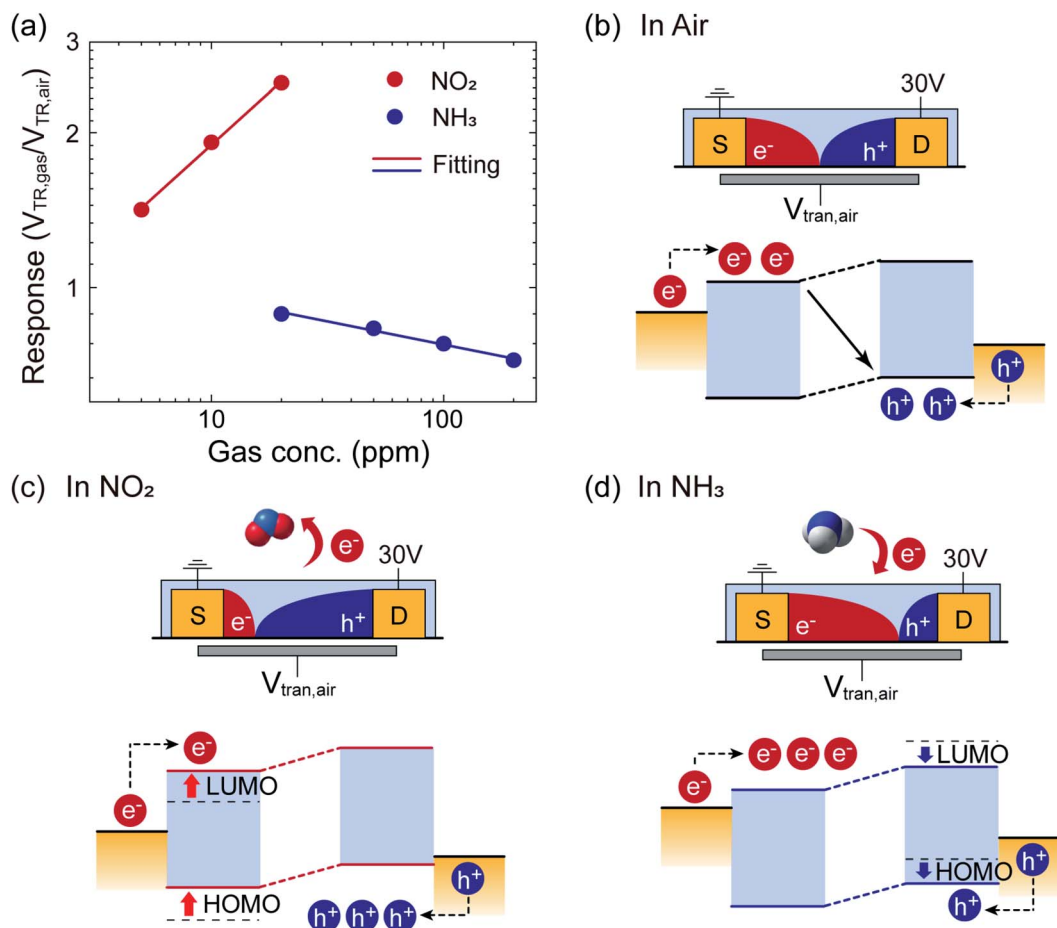 (a)
3
2
1
Response (V_TR,gas/V_TR,air)
NO₂
NH₃
Fitting
10
100
Gas conc. (ppm)
(b) In Air
30V
S
e⁻
h⁺
D
V_tran,air
e⁻ e⁻
e⁻
h⁺
h⁺ h⁺
(c) In NO₂
e⁻
30V
S
e⁻
h⁺
D
V_tran,air
e⁻
LUMO
e⁻
h⁺
HOMO
h⁺ h⁺ h⁺
(d) In NH₃
e⁻
30V
S
e⁻
h⁺
D
V_tran,air
e⁻ e⁻ e⁻
LUMO
e⁻
h⁺
HOMO
h⁺